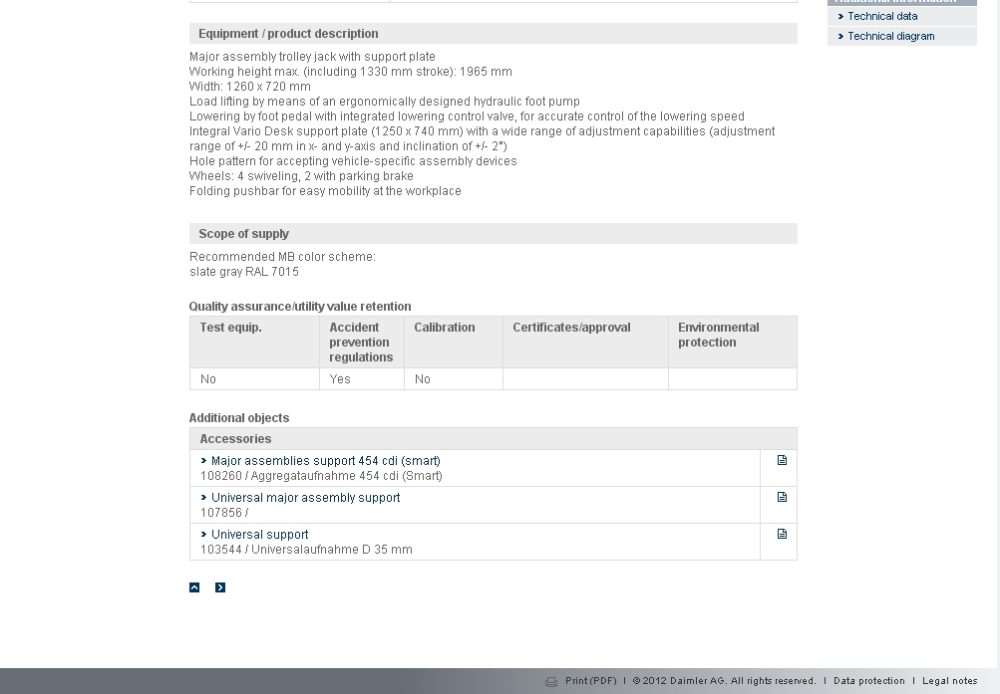 Additional information
Technical data
Technical diagram
Equipment / product description
Major assembly trolley jack with support plate
Working height max. (including 1330 mm stroke): 1965 mm
Width: 1260 x 720 mm
Load lifting by means of an ergonomically designed hydraulic foot pump
Lowering by foot pedal with integrated lowering control valve, for accurate control of the lowering speed
Integral Vario Desk support plate (1250 x 740 mm) with a wide range of adjustment capabilities (adjustment
range of +/- 20 mm in x- and y-axis and inclination of +/- 2°)
Hole pattern for accepting vehicle-specific assembly devices
Wheels: 4 swiveling, 2 with parking brake
Folding pushbar for easy mobility at the workplace
Scope of supply
Recommended MB color scheme:
slate gray RAL 7015
Quality assurance/utility value retention
Test equip. Accident prevention regulations Calibration Certificates/approval Environmental protection
No Yes No
Additional objects
Accessories
Major assemblies support 454 cdi (smart)
108260 / Aggregataufnahme 454 cdi (Smart)
Universal major assembly support
107856 /
Universal support
103544 / Universalaufnahme D 35 mm
Print (PDF) | © 2012 Daimler AG. All rights reserved. | Data protection | Legal notes